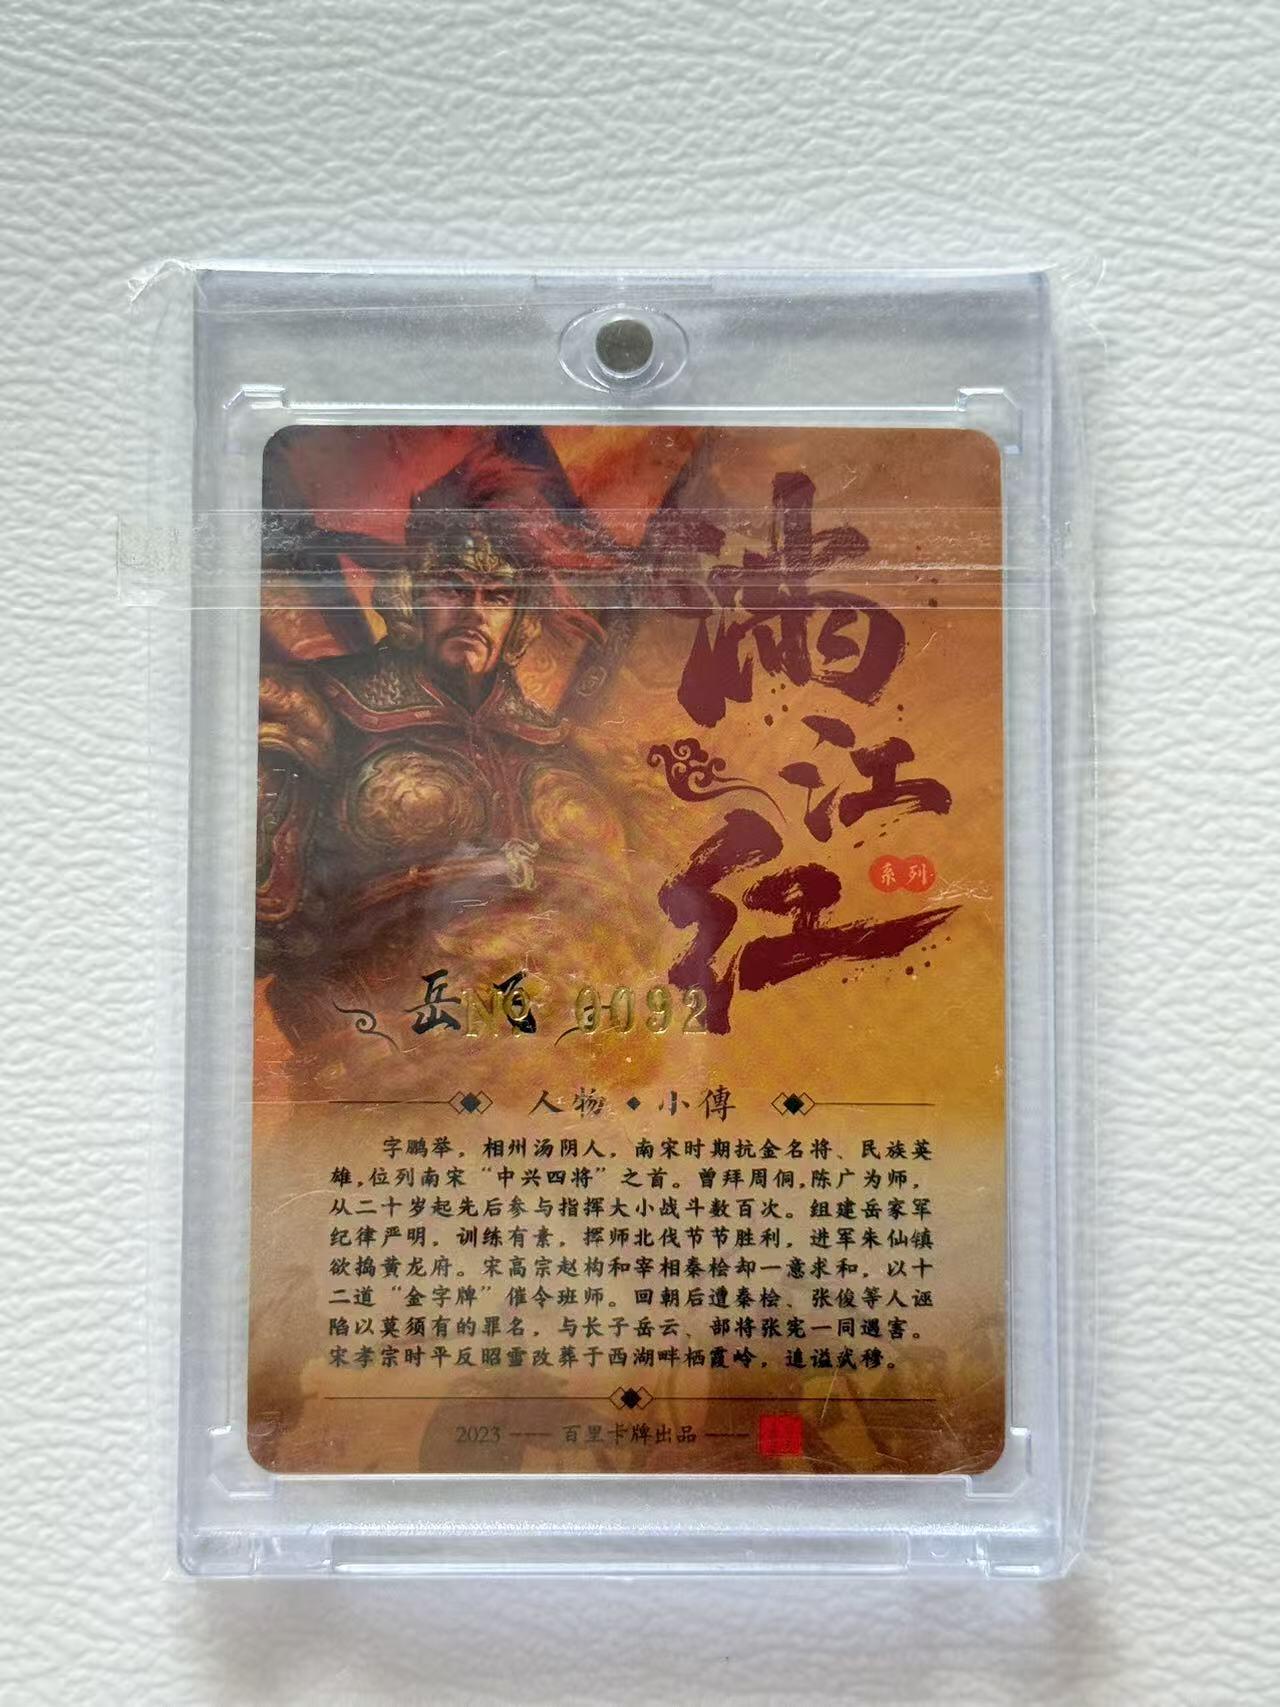 满江红
系列
岳飞
NO 0092
人物◆小傳
字鹏举，相州汤阴人，南宋时期抗金名将、民族英
雄,位列南宋“中兴四将”之首。曾拜周侗,陈广为师，
从二十岁起先后参与指挥大小战斗数百次。组建岳家军
纪律严明，训练有素，挥师北伐节节胜利，进军朱仙镇
欲捣黄龙府。宋高宗赵构和宰相秦桧却一意求和，以十
二道“金字牌”催令班师。回朝后遭秦桧、张俊等人诬
陷以莫须有的罪名，与长子岳云、部将张宪一同遇害。
宋孝宗时平反昭雪改葬于西湖畔栖霞岭，追谥武穆。
2023 —— 百里卡牌出品 ——